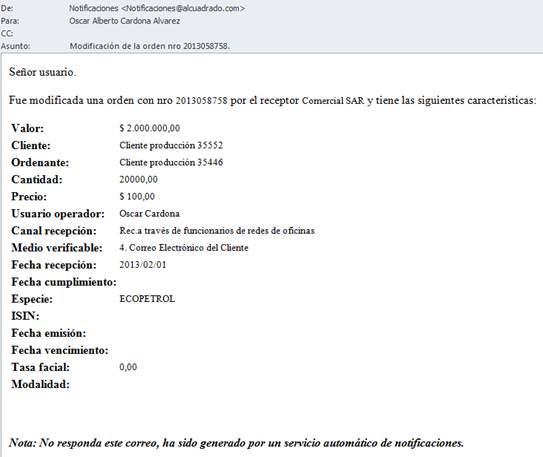 De: Notificaciones <Notificaciones@alcuadrado.com>
Para: Oscar Alberto Cardona Alvarez
CC:
Asunto: Modificación de la orden nro 2013058758.
Señor usuario.
Fue modificada una orden con nro 2013058758 por el receptor Comercial SAR y tiene las siguientes características:
Valor: $ 2.000.000,00
Cliente: Cliente producción 35552
Ordenante: Cliente producción 35446
Cantidad: 20000,00
Precio: $ 100,00
Usuario operador: Oscar Cardona
Canal recepción: Rec.a través de funcionarios de redes de oficinas
Medio verificable: 4. Correo Electrónico del Cliente
Fecha recepción: 2013/02/01
Fecha cumplimiento:
Especie: ECOPETROL
ISIN:
Fecha emisión:
Fecha vencimiento:
Tasa facial: 0,00
Modalidad:
Nota: No responda este correo, ha sido generado por un servicio automático de notificaciones.